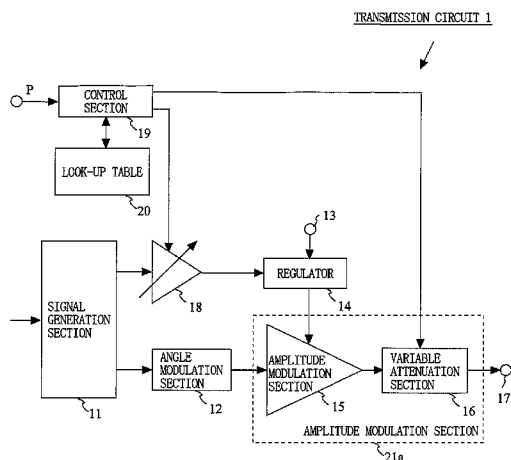 TRANSMISSION CIRCUIT 1
P
CONTROL
SECTION
19
LOOK-UP TABLE
20
13
REGULATOR
14
18
SIGNAL
GENERATION
SECTION
11
ANGLE
MODULATION
SECTION
12
AMPLITUDE
MODULATION
SECTION
15
VARIABLE
ATTENUATION
SECTION
16
17
AMPLITUDE MODULATION SECTION
21a